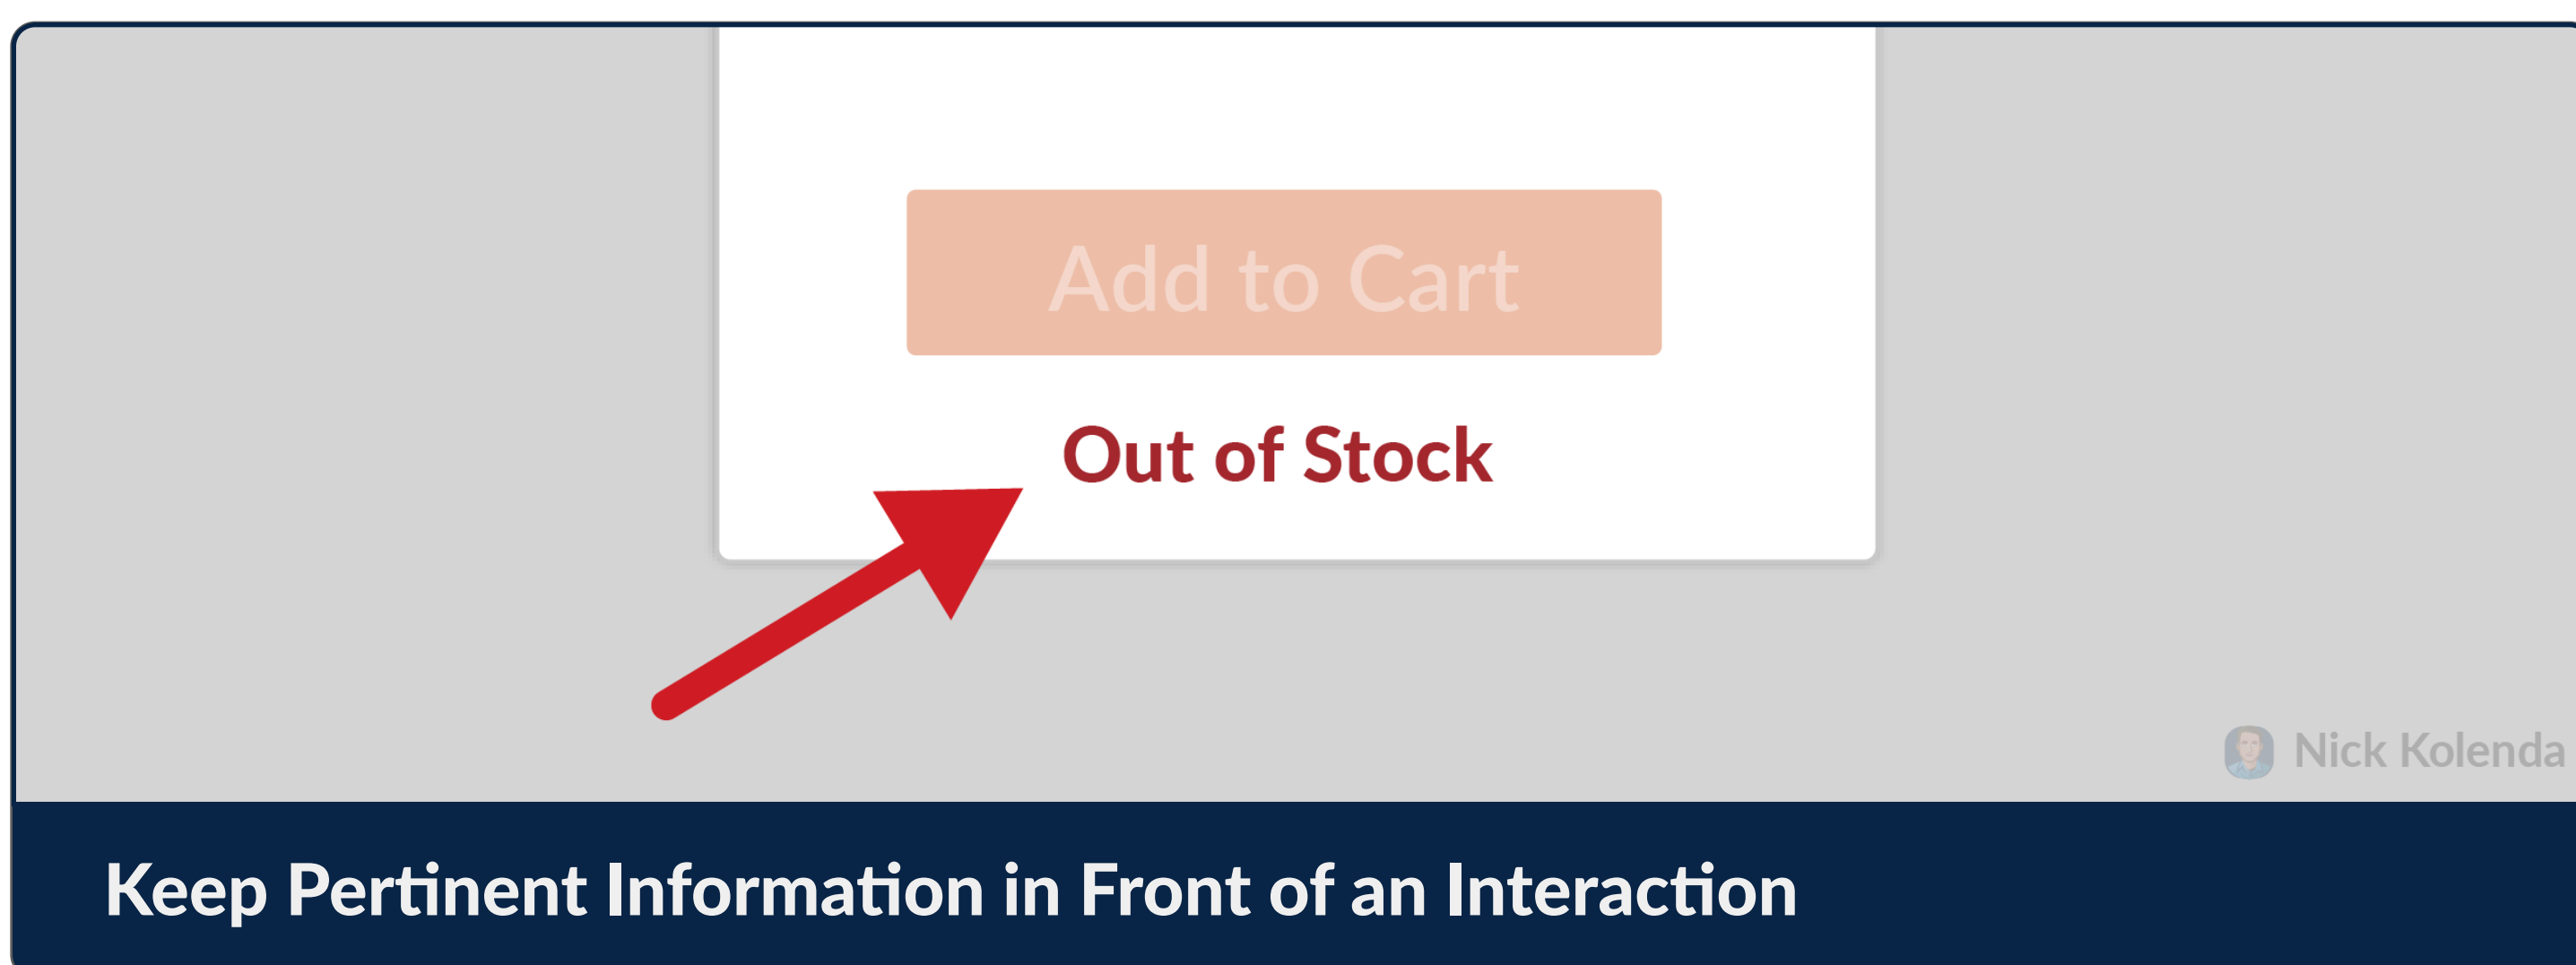 Add to Cart
Out of Stock
Nick Kolenda
Keep Pertinent Information in Front of an Interaction